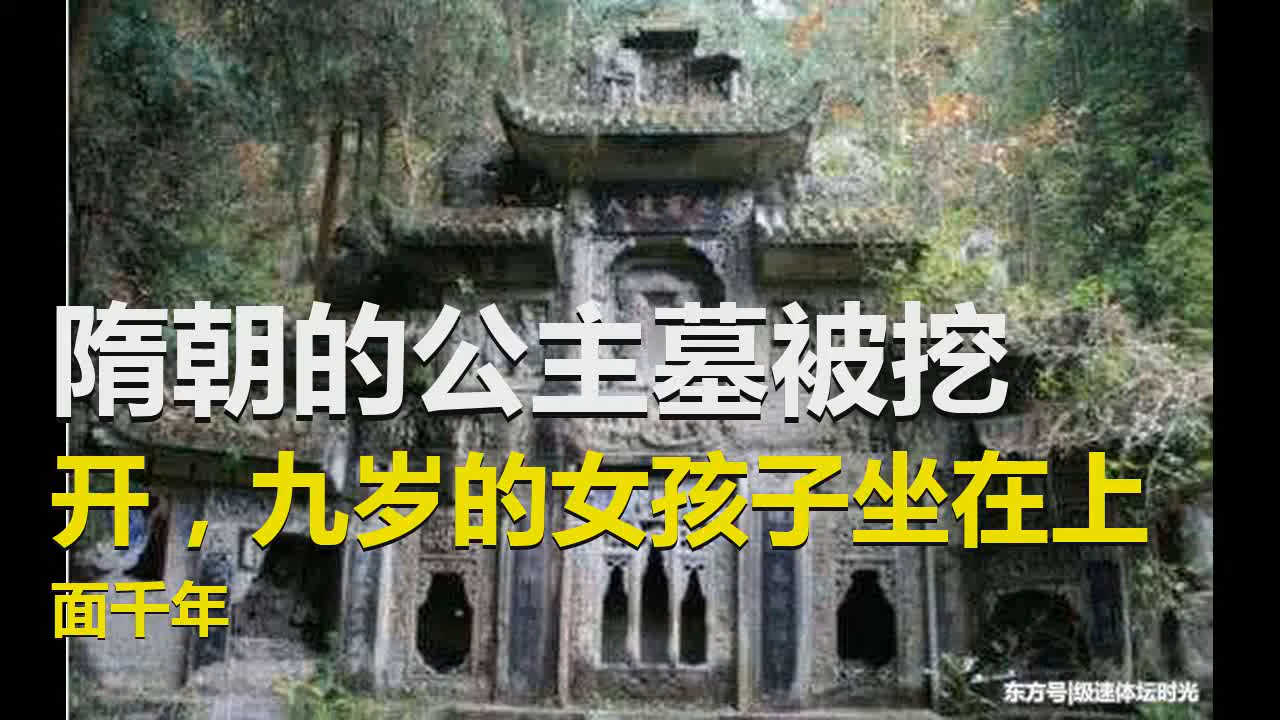 隋朝的公主墓被挖
开，九岁的女孩子坐在上
面千年
东方号|级速体坛时光